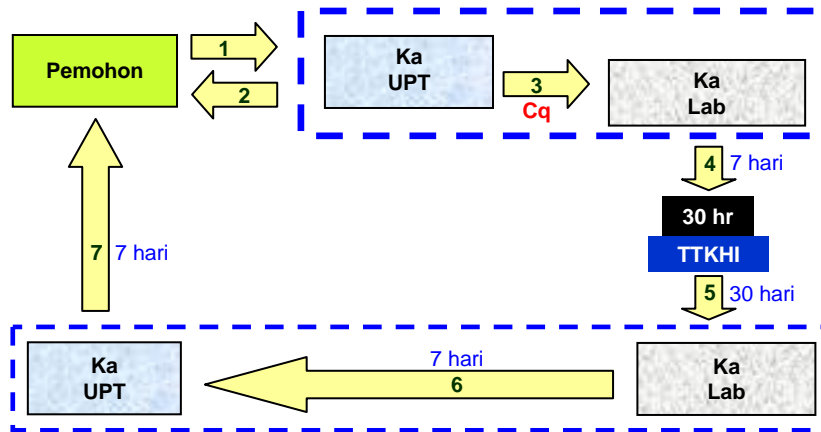 Pemohon
1
2
Ka
UPT
3
Cq
Ka
Lab
4 7 hari
30 hr
TTKHI
5 30 hari
Ka
Lab
7 hari
6
Ka
UPT
7 7 hari